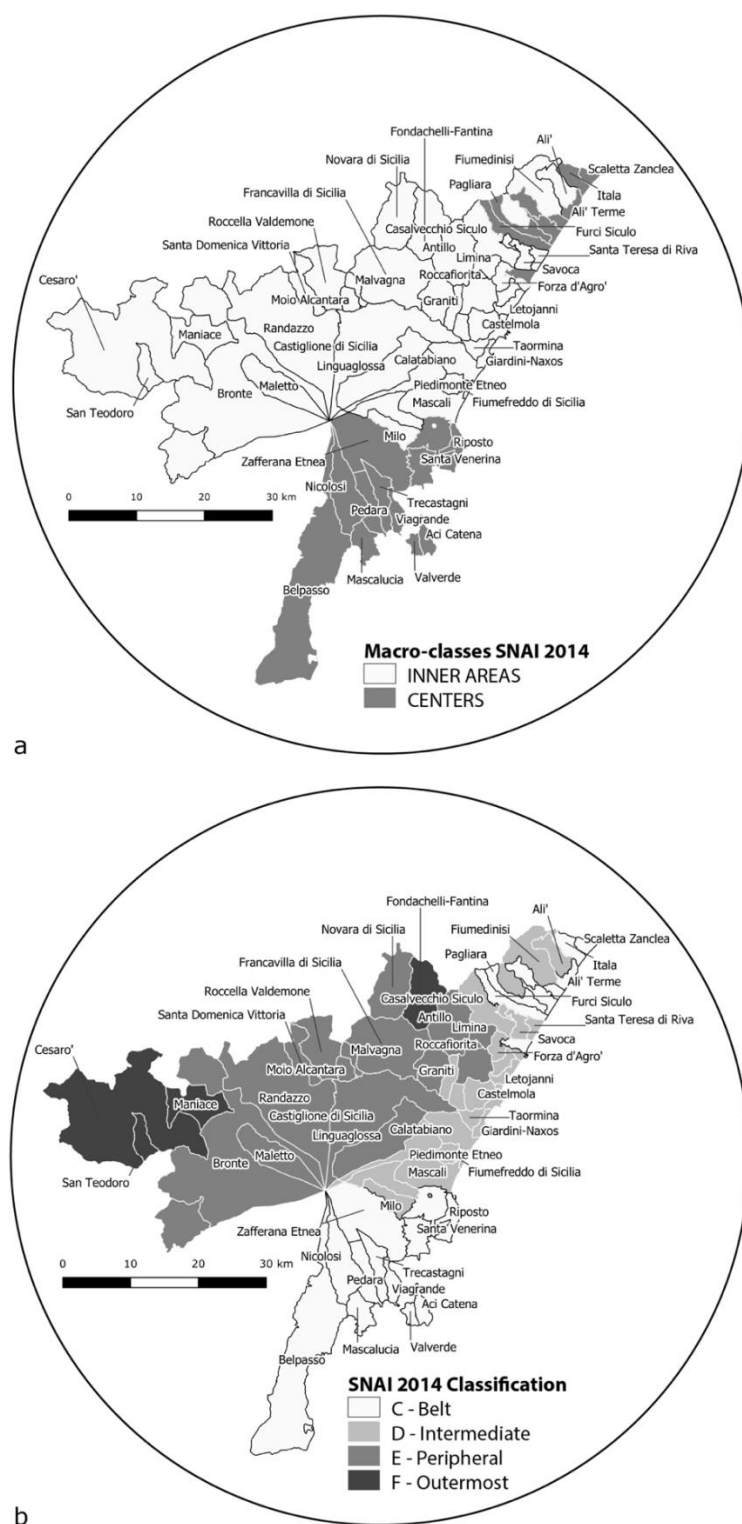 Fondachelli-Fantina
Ali'
Novara di Sicilia
Fiumedinisi
Scaletta Zanclea
Francavilla di Sicilia
Pagliara
Itala
Roccella Valdemone
Casalvecchio Siculo
Ali' Terme
Furci Siculo
Santa Domenica Vittoria
Antillo
Limina
Santa Teresa di Riva
Cesaro'
Malvagna
Roccafiorita
Savoca
Moio Alcantara
Graniti
Forza d'Agro'
Maniace
Randazzo
Letojanni
Castelmola
Castiglione di Sicilia
Taormina
Linguaglossa
Calatabiano
Giardini-Naxos
San Teodoro
Bronte
Maletto
Piedimonte Etneo
Mascali
Fiumefreddo di Sicilia
Milo
Riposto
Zafferana Etnea
Santa Venerina
Nicolosi
Trecastagni
0 10 20 30 km
Pedara
Viagrande
Aci Catena
Mascalucia
Valverde
Belpasso
Macro-classes SNAI 2014
INNER AREAS
CENTERS
a
Fondachelli-Fantina
Ali'
Novara di Sicilia
Fiumedinisi
Scaletta Zanclea
Francavilla di Sicilia
Pagliara
Itala
Roccella Valdemone
Casalvecchio Siculo
Ali' Terme
Furci Siculo
Santa Domenica Vittoria
Antillo
Limina
Santa Teresa di Riva
Cesaro'
Malvagna
Roccafiorita
Savoca
Moio Alcantara
Graniti
Forza d'Agro'
Maniace
Randazzo
Letojanni
Castelmola
Castiglione di Sicilia
Taormina
Linguaglossa
Calatabiano
Giardini-Naxos
San Teodoro
Bronte
Maletto
Piedimonte Etneo
Mascali
Fiumefreddo di Sicilia
Milo
Riposto
Zafferana Etnea
Santa Venerina
Nicolosi
Trecastagni
0 10 20 30 km
Pedara
Viagrande
Aci Catena
Mascalucia
Valverde
Belpasso
SNAI 2014 Classification
C - Belt
D - Intermediate
E - Peripheral
F - Outermost
b